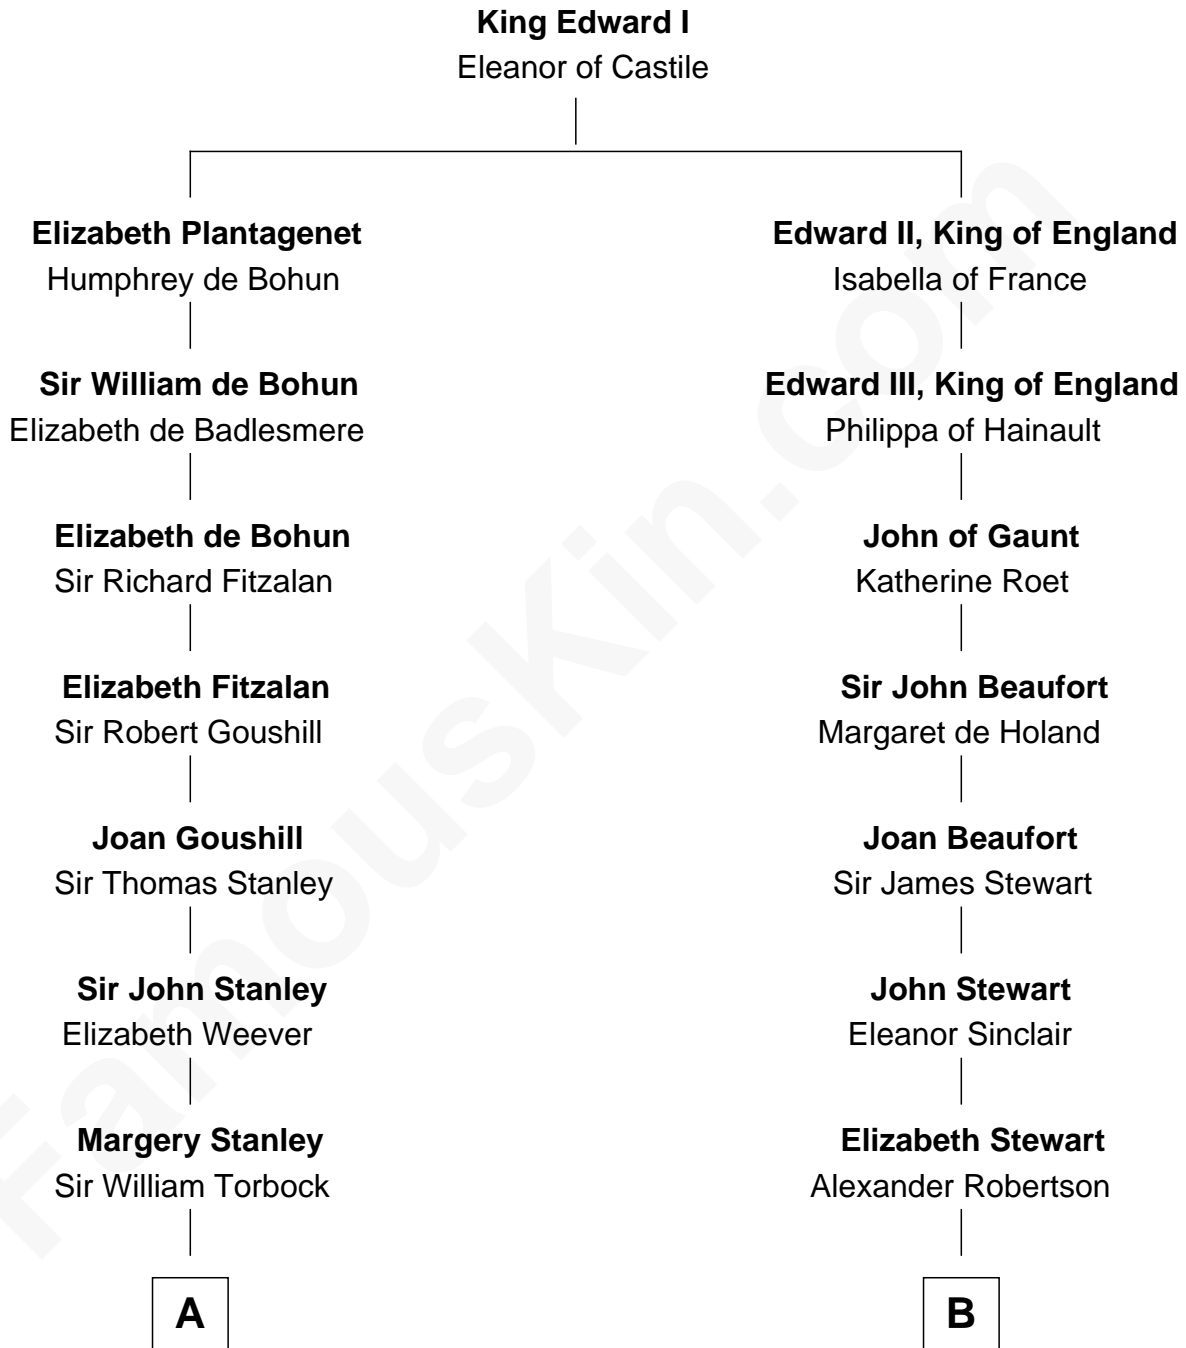 King Edward I
Eleanor of Castile
Elizabeth Plantagenet
Humphrey de Bohun
Edward II, King of England
Isabella of France
Sir William de Bohun
Elizabeth de Badlesmere
Edward III, King of England
Philippa of Hainault
Elizabeth de Bohun
Sir Richard Fitzalan
John of Gaunt
Katherine Roet
Elizabeth Fitzalan
Sir Robert Goushill
Sir John Beaufort
Margaret de Holand
Joan Goushill
Sir Thomas Stanley
Joan Beaufort
Sir James Stewart
Sir John Stanley
Elizabeth Weever
John Stewart
Eleanor Sinclair
Margery Stanley
Sir William Torbock
Elizabeth Stewart
Alexander Robertson
A
B
FamousKin.com